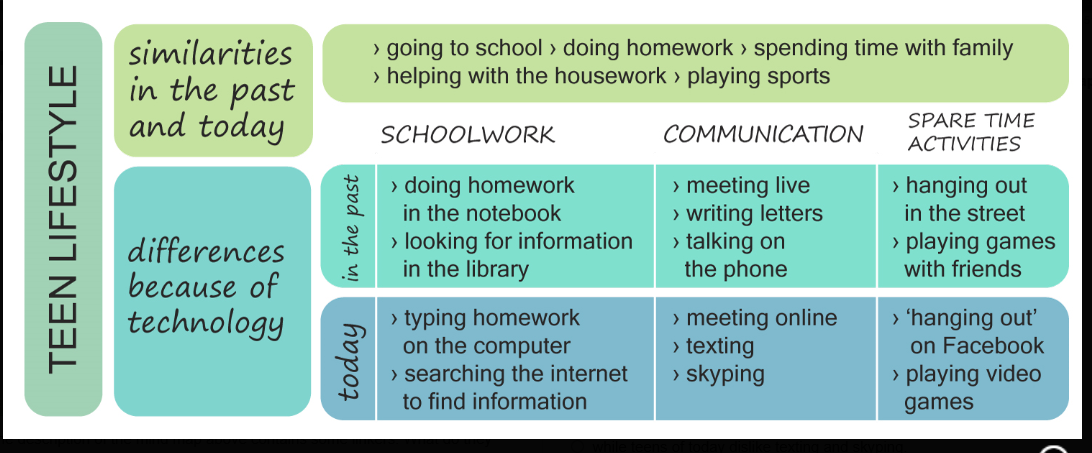 TEEN LIFESTYLE
similarities
in the past
and today
› going to school › doing homework › spending time with family
› helping with the housework › playing sports
differences
because of
technology
SCHOOLWORK
COMMUNICATION
SPARE TIME
ACTIVITIES
in the past
› doing homework
in the notebook
› looking for information
in the library
› meeting live
› writing letters
› talking on
the phone
› hanging out
in the street
› playing games
with friends
today
› typing homework
on the computer
› searching the internet
to find information
› meeting online
› texting
› skyping
› ‘hanging out’
on Facebook
› playing video
games